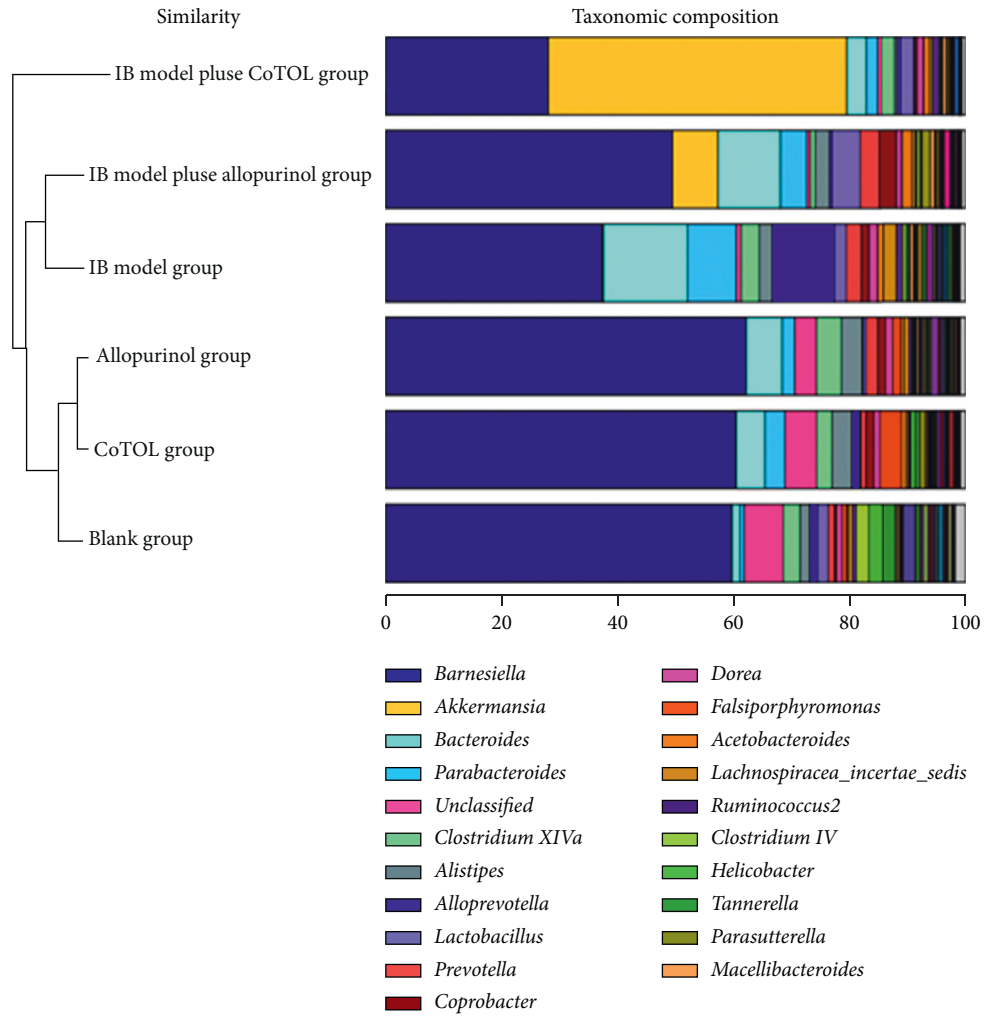 Similarity
Taxonomic composition
IB model pluse CoTOL group
IB model pluse allopurinol group
IB model group
Allopurinol group
CoTOL group
Blank group
0 20 40 60 80 100
Barnesiella
Akkermansia
Bacteroides
Parabacteroides
Unclassified
Clostridium XIVa
Alistipes
Alloprevotella
Lactobacillus
Prevotella
Coprobacter
Dorea
Falsiporphyromonas
Acetobacteroides
Lachnospiracea_incertae_sedis
Ruminococcus2
Clostridium IV
Helicobacter
Tannerella
Parasutterella
Macellibacteroides